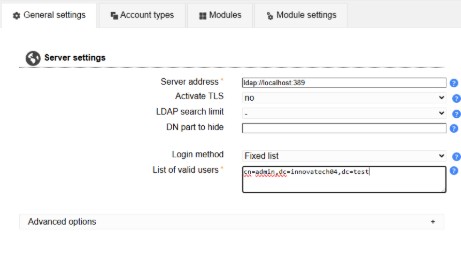 General settings
Account types
Modules
Module settings
Server settings
Server address * ldap://localhost:389
Activate TLS no
LDAP search limit -
DN part to hide
Login method Fixed list
List of valid users * cn=admin,dc=innovatech04,dc=test
Advanced options +